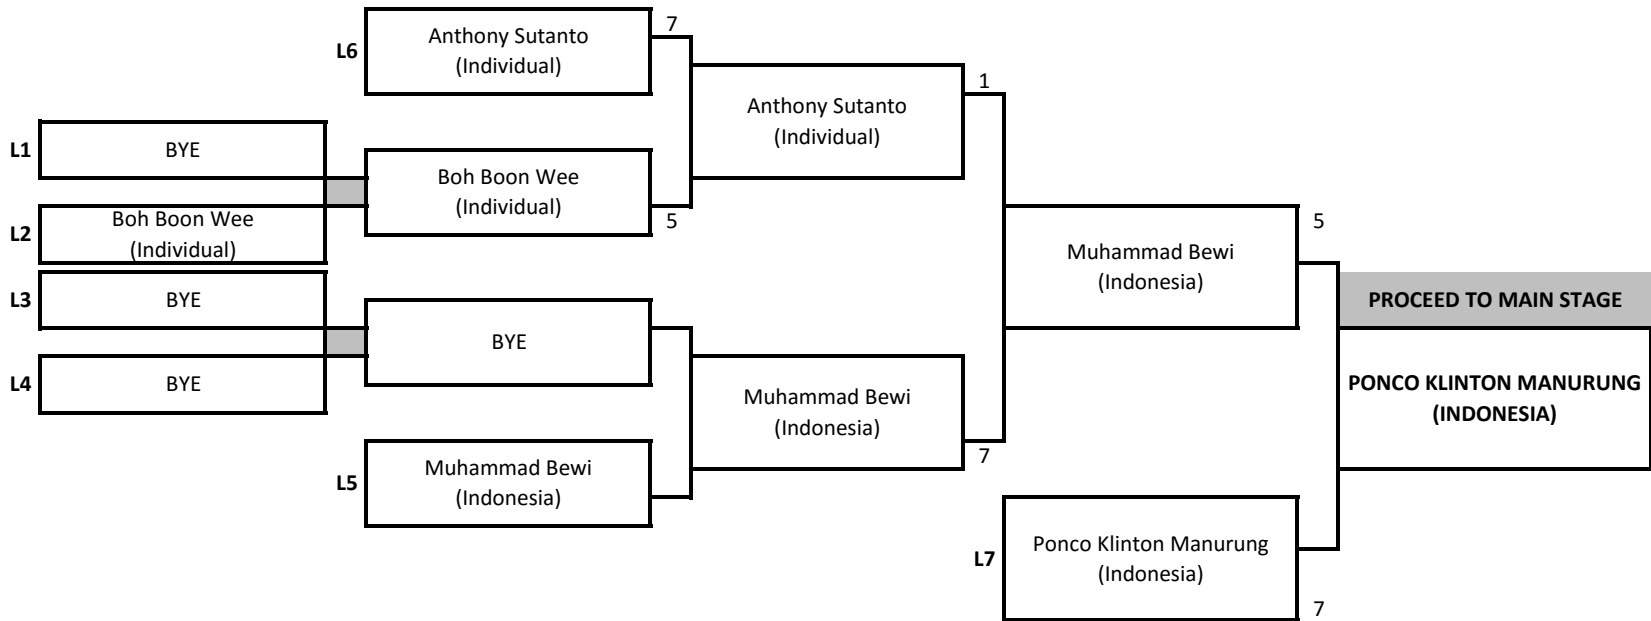 L6
Anthony Sutanto
(Individual)
7
L1
BYE
Boh Boon Wee
(Individual)
5
L2
Boh Boon Wee
(Individual)
Anthony Sutanto
(Individual)
1
L3
BYE
L4
BYE
BYE
L5
Muhammad Bewi
(Indonesia)
Muhammad Bewi
(Indonesia)
7
Muhammad Bewi
(Indonesia)
5
L7
Ponco Klinton Manurung
(Indonesia)
7
PROCEED TO MAIN STAGE
PONCO KLINTON MANURUNG
(INDONESIA)